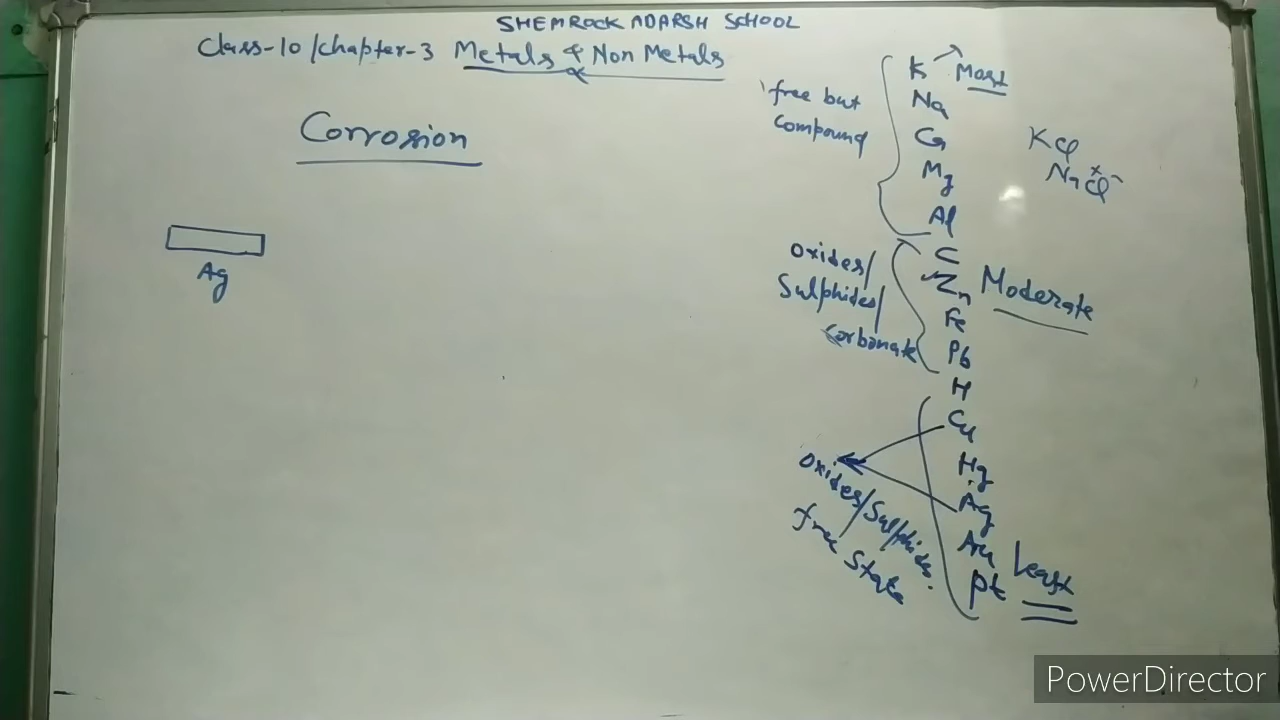 SHEMROCK ADARSH SCHOOL
Class-10/Chapter-3 Metals & Non Metals
Corrosion
Ag
free but
Compound
Oxides/
Sulphides/
Carbonate
Oxides/Sulphides.
free State
K Most
Na
Ca
Mg
Al
C
Zn
Fe
Pb
H
Cu
Hg
Ag
Au
Pt
Moderate
Least
KCl
Na+Cl-
PowerDirector